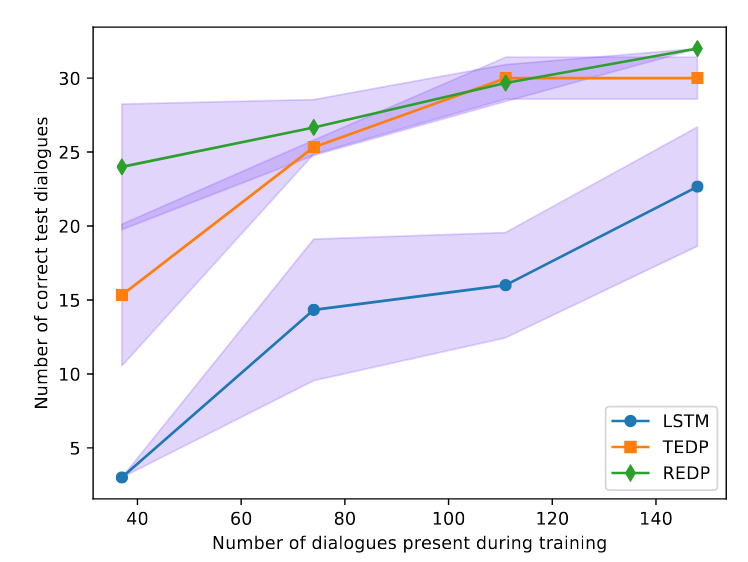 Number of correct test dialogues
30
25
20
15
10
5
40 60 80 100 120 140
Number of dialogues present during training
LSTM
TEDP
REDP